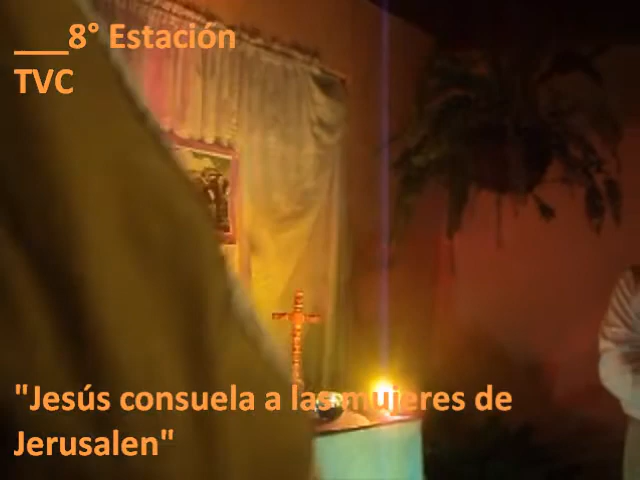 ___8° Estación
TVC
"Jesús consuela a las mujeres de
Jerusalen"